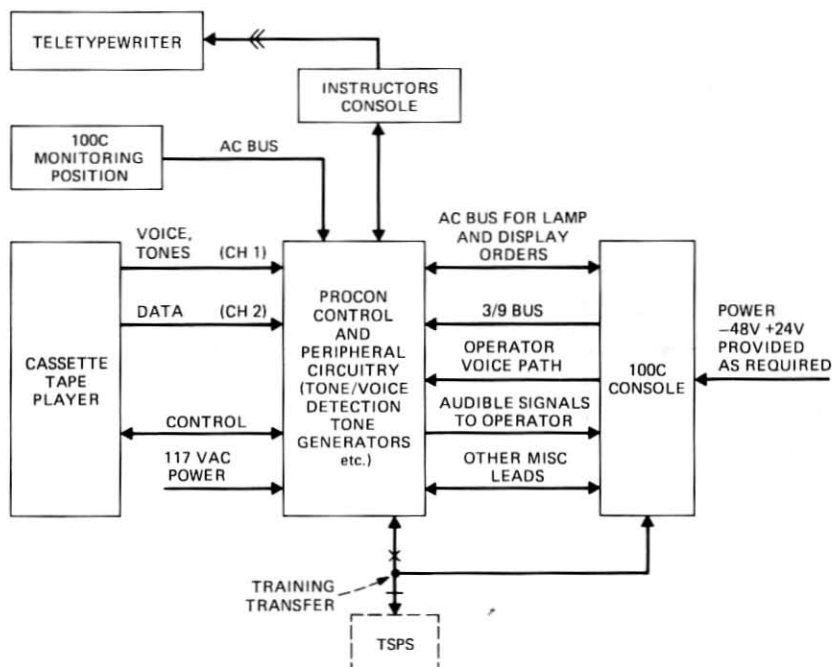 TELETYPEWRITER
INSTRUCTORS
CONSOLE
100C
MONITORING
POSITION
AC BUS
VOICE,
TONES (CH 1)
DATA (CH 2)
CASSETTE
TAPE
PLAYER
CONTROL
117 VAC
POWER
PROCON
CONTROL
AND
PERIPHERAL
CIRCUITRY
(TONE/VOICE
DETECTION
TONE
GENERATORS
etc.)
AC BUS FOR LAMP
AND DISPLAY
ORDERS
3/9 BUS
OPERATOR
VOICE PATH
AUDIBLE SIGNALS
TO OPERATOR
OTHER MISC
LEADS
100C
CONSOLE
POWER
–48V +24V
PROVIDED
AS REQUIRED
TRAINING
TRANSFER
TSPS